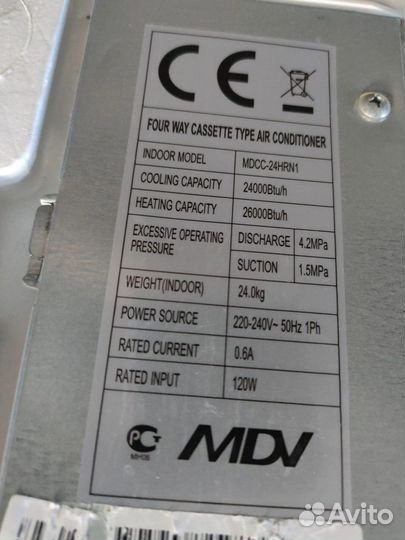 CE
FOUR WAY CASSETTE TYPE AIR CONDITIONER
INDOOR MODEL MDCC-24HRN1
COOLING CAPACITY 24000Btu/h
HEATING CAPACITY 26000Btu/h
EXCESSIVE OPERATING PRESSURE DISCHARGE 4.2MPa
SUCTION 1.5MPa
WEIGHT(INDOOR) 24.0kg
POWER SOURCE 220-240V~ 50Hz 1Ph
RATED CURRENT 0.6A
RATED INPUT 120W
PCT MDV
Avito